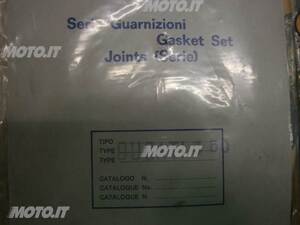 MOTO.IT
MOTO.IT
Serie Guarnizioni
Gasket Set
Joints (Serie)
TIPO
TYPE
TYPE
CATALOGO N.
CATALOGUE No.
CATALOGUE N.
MOTO.IT
MOTO.IT